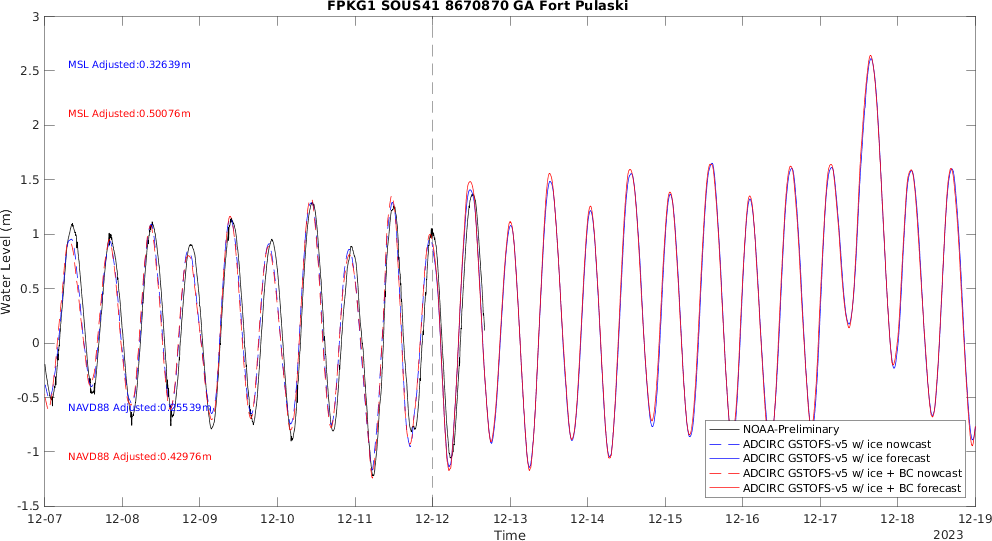 FPKG1 SOUS41 8670870 GA Fort Pulaski
3
2.5
2
1.5
1
0.5
0
-0.5
-1
-1.5
Water Level (m)
MSL Adjusted:0.32639m
MSL Adjusted:0.50076m
NAVD88 Adjusted:0.25539m
NAVD88 Adjusted:0.42976m
NOAA-Preliminary
ADCIRC GSTOFS-v5 w/ ice nowcast
ADCIRC GSTOFS-v5 w/ ice forecast
ADCIRC GSTOFS-v5 w/ ice + BC nowcast
ADCIRC GSTOFS-v5 w/ ice + BC forecast
12-07 12-08 12-09 12-10 12-11 12-12 12-13 12-14 12-15 12-16 12-17 12-18 12-19
Time
2023